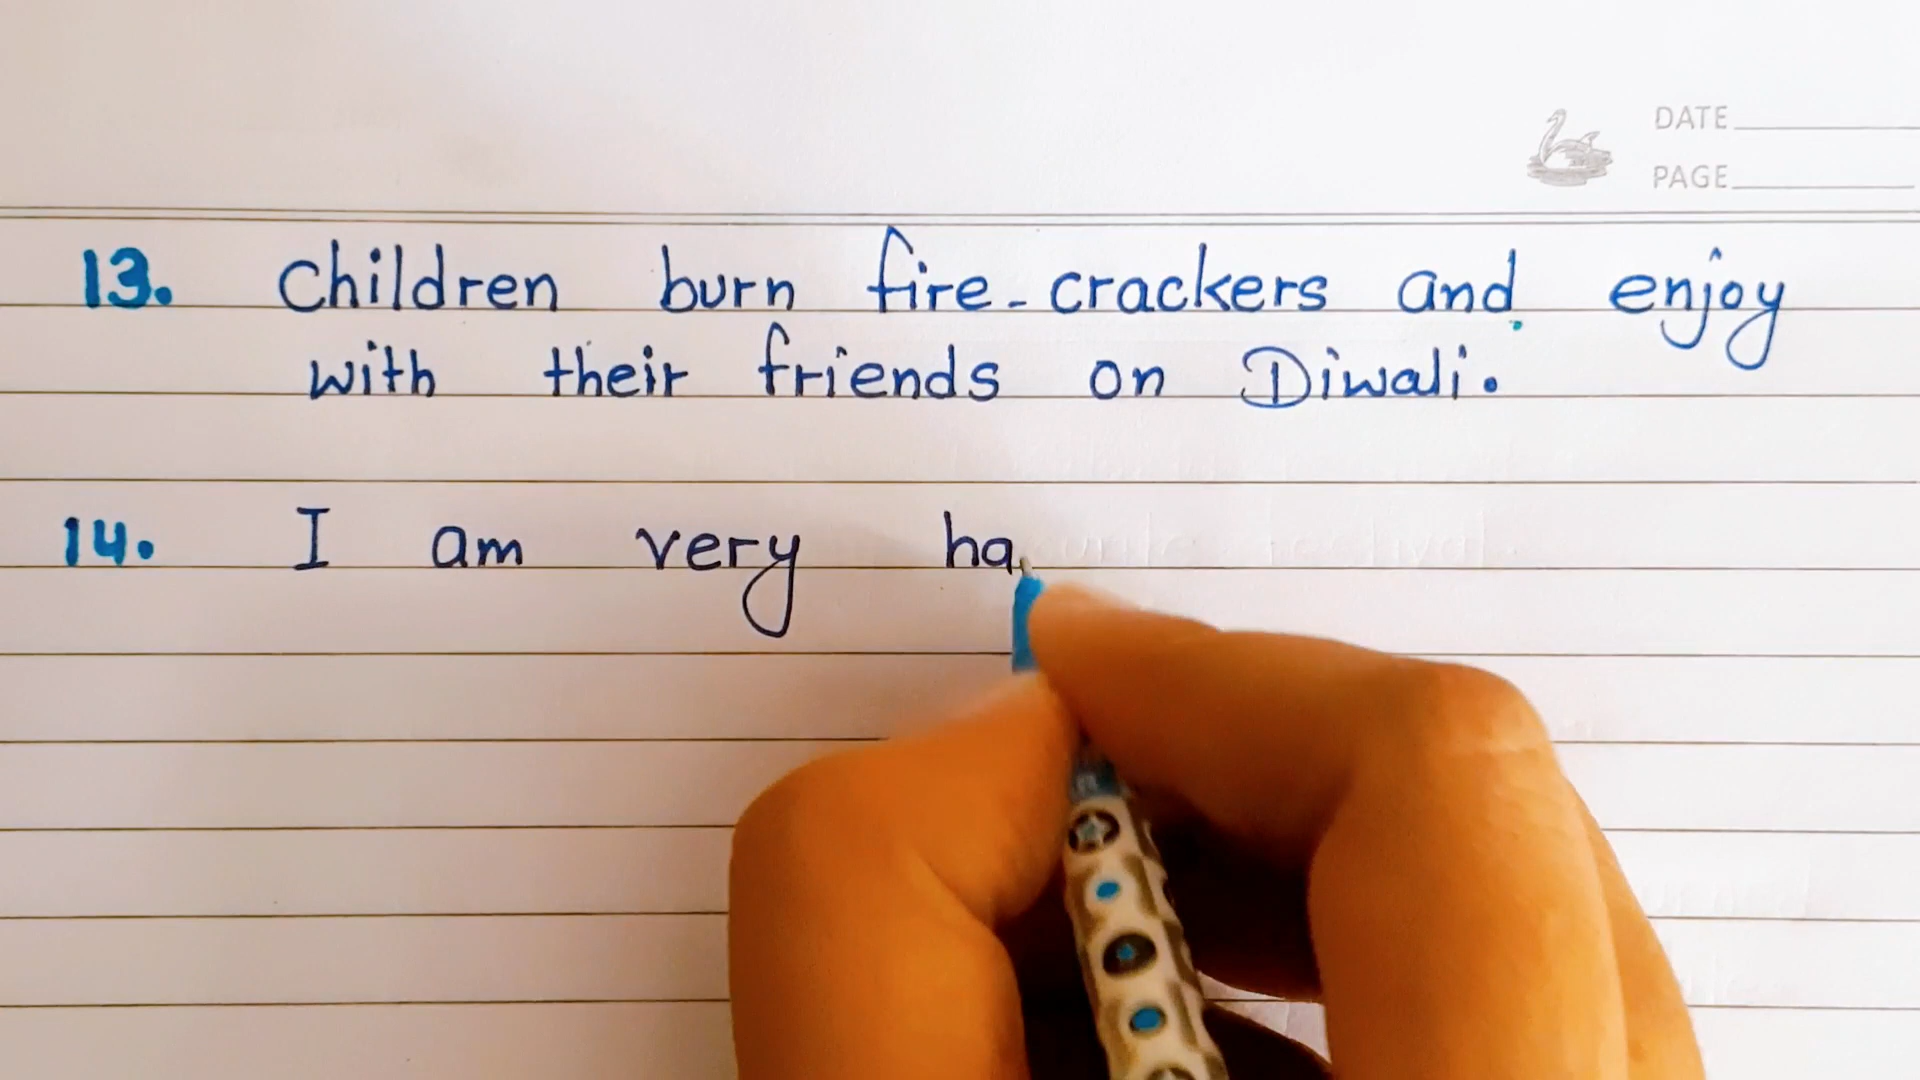 DATE
PAGE
13. Children burn fire-crackers and enjoy
with their friends on Diwali.
14. I am very ha